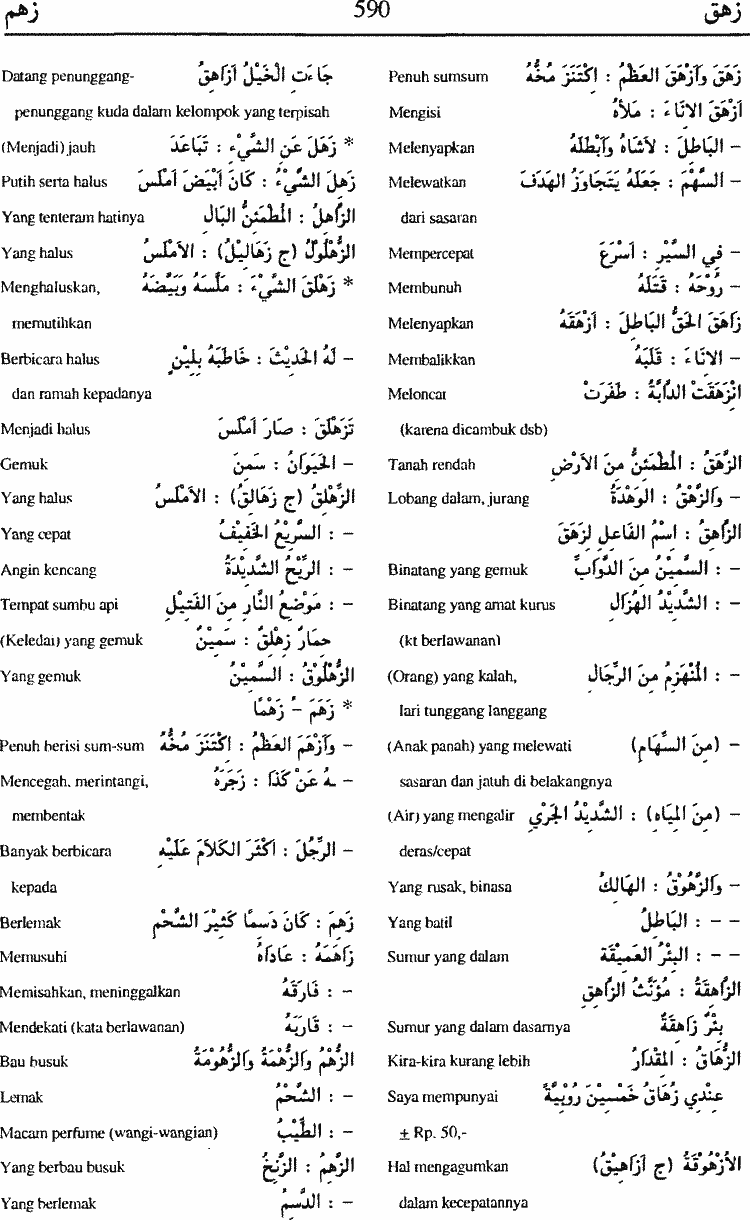 زهق 590 زهم
زَهَقَ وَأَزْهَقَ العَظْمُ : اكْتَنَزَ مُخُّهُ Penuh sumsum
أَزْهَقَ الاِنَاءَ : مَلَأَهُ Mengisi
– البَاطِلَ : لاَشَاهُ وَأَبْطَلَهُ Melenyapkan
– السَّهْمَ : جَعَلَهُ يَتَجَاوَزُ الهَدَفَ Melewatkan
dari sasaran
– فِي السَّيْرِ : أَسْرَعَ Mempercepat
– رُوْحَهُ : قَتَلَهُ Membunuh
زَاهَقَ الحَقُّ البَاطِلَ : أَزْهَقَهُ Melenyapkan
– الاِنَاءَ : قَلَبَهُ Membalikkan
انْزَهَقَتْ الدَّابَّةُ : طَفَرَتْ Meloncat
(karena dicambuk dsb)
الزَّهَقُ : المُطْمَئِنُّ مِنَ الأَرْضِ Tanah rendah
– وَالزَّهْقُ : الوَهْدَةُ Lobang dalam, jurang
الزَّاهِقُ : اسْمُ الفَاعِلِ لِزَهَقَ
– : السَّمِيْنُ مِنَ الدَّوَابِّ Binatang yang gemuk
– : الشَّدِيْدُ الهُزَالِ Binatang yang amat kurus
(kt berlawanan)
– : المُنْهَزِمُ مِنَ الرِّجَالِ (Orang) yang kalah,
lari tunggang langgang
– (مِنَ السِّهَامِ) (Anak panah) yang melewati
sasaran dan jatuh di belakangnya
– (مِنَ المِيَاهِ) : الشَّدِيْدُ الجَرْيِ (Air) yang mengalir
deras/cepat
– وَالزَّهُوْقُ : الهَالِكُ Yang rusak, binasa
– – : البَاطِلُ Yang batil
– – : البِئْرُ العَمِيْقَةُ Sumur yang dalam
الزَّاهِقَةُ : مُؤَنَّثُ الزَّاهِقِ
بِئْرٌ زَاهِقَةٌ Sumur yang dalam dasarnya
الزُّهَاقُ : المِقْدَارُ Kira-kira kurang lebih
عِنْدِي زُهَاقُ خَمْسِيْنَ رُوْبِيَّةً Saya mempunyai
± Rp. 50,-
الأُزْهُوقَةُ (ج أَزَاهِيْقُ) Hal mengagumkan
dalam kecepatannya
جَاءَتِ الْخَيْلُ أَزَاهِقَ Datang penunggang-
penunggang kuda dalam kelompok yang terpisah
* زَهَلَ عَنِ الشَّيْءِ : تَبَاعَدَ (Menjadi) jauh
زَهِلَ الشَّيْءُ : كَانَ أَبْيَضَ أَمْلَسَ Putih serta halus
الزَّاهِلُ : المُطْمَئِنُّ البَالِ Yang tenteram hatinya
الزُّهْلُولُ (ج زَهَالِيْلُ) : الأَمْلَسُ Yang halus
* زَهْلَقَ الشَّيْءَ : مَلَّسَهُ وَبَيَّضَهُ Menghaluskan,
memutihkan
– لَهُ الحَدِيْثَ : خَاطَبَهُ بِلِيْنٍ Berbicara halus
dan ramah kepadanya
تَزَهْلَقَ : صَارَ أَمْلَسَ Menjadi halus
– الحَيَوَانُ : سَمِنَ Gemuk
الزِّهْلِقُ (ج زَهَالِقُ) : الأَمْلَسُ Yang halus
– : السَّرِيْعُ الخَفِيْفُ Yang cepat
– : الرِّيْحُ الشَّدِيْدَةُ Angin kencang
– : مَوْضِعُ النَّارِ مِنَ الفَتِيْلِ Tempat sumbu api
حِمَارٌ زِهْلِقٌ : سَمِيْنٌ (Keledai) yang gemuk
الزُّهْلُوْقُ : السَّمِيْنُ Yang gemuk
* زَهَمَ – ُ زَهْمًا
– وَأَزْهَمَ العَظْمُ : اكْتَنَزَ مُخُّهُ Penuh berisi sum-sum
– ـهُ عَنْ كَذَا : زَجَرَهُ Mencegah, merintangi,
membentak
– الرَّجُلَ : أَكْثَرَ الكَلاَمَ عَلَيْهِ Banyak berbicara
kepada
زَهِمَ : كَانَ دَسِمًا كَثِيْرَ الشَّحْمِ Berlemak
زَاهَمَهُ : عَادَاهُ Memusuhi
– : فَارَقَهُ Memisahkan, meninggalkan
– : قَارَبَهُ Mendekati (kata berlawanan)
الزُّهْمُ وَالزُّهْمَةُ وَالزُّهُوْمَةُ Bau busuk
– : الشَّحْمُ Lemak
– : الطِّيْبُ Macam perfume (wangi-wangian)
الزَّهِمُ : الزَّنِخُ Yang berbau busuk
– : الدَّسِمُ Yang berlemak